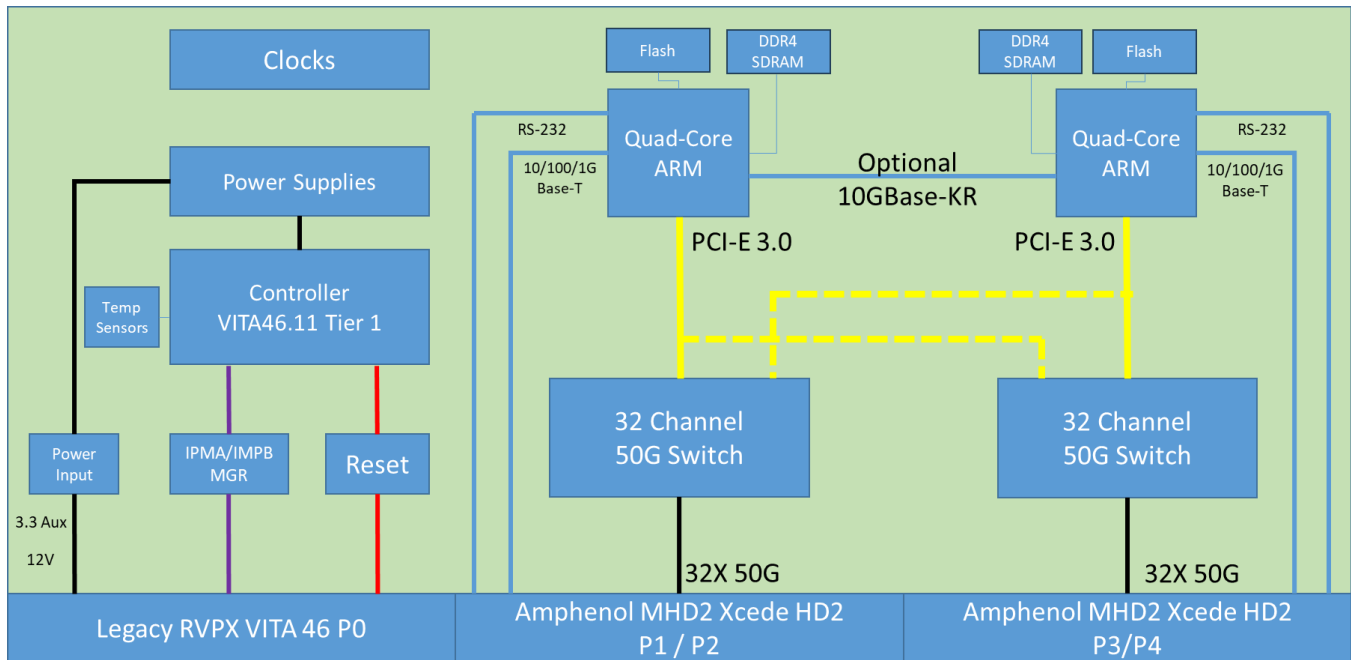 Clocks
Power Supplies
Controller
VITA46.11 Tier 1
Temp
Sensors
Power
Input
IPMA/IMPB
MGR
Reset
3.3 Aux
12V
Legacy RVPX VITA 46 P0
Flash
DDR4
SDRAM
Quad-Core
ARM
RS-232
10/100/1G
Base-T
Optional
10GBase-KR
DDR4
SDRAM
Flash
Quad-Core
ARM
RS-232
10/100/1G
Base-T
PCI-E 3.0
PCI-E 3.0
32 Channel
50G Switch
32 Channel
50G Switch
32X 50G
32X 50G
Amphenol MHD2 Xcede HD2
P1 / P2
Amphenol MHD2 Xcede HD2
P3/P4